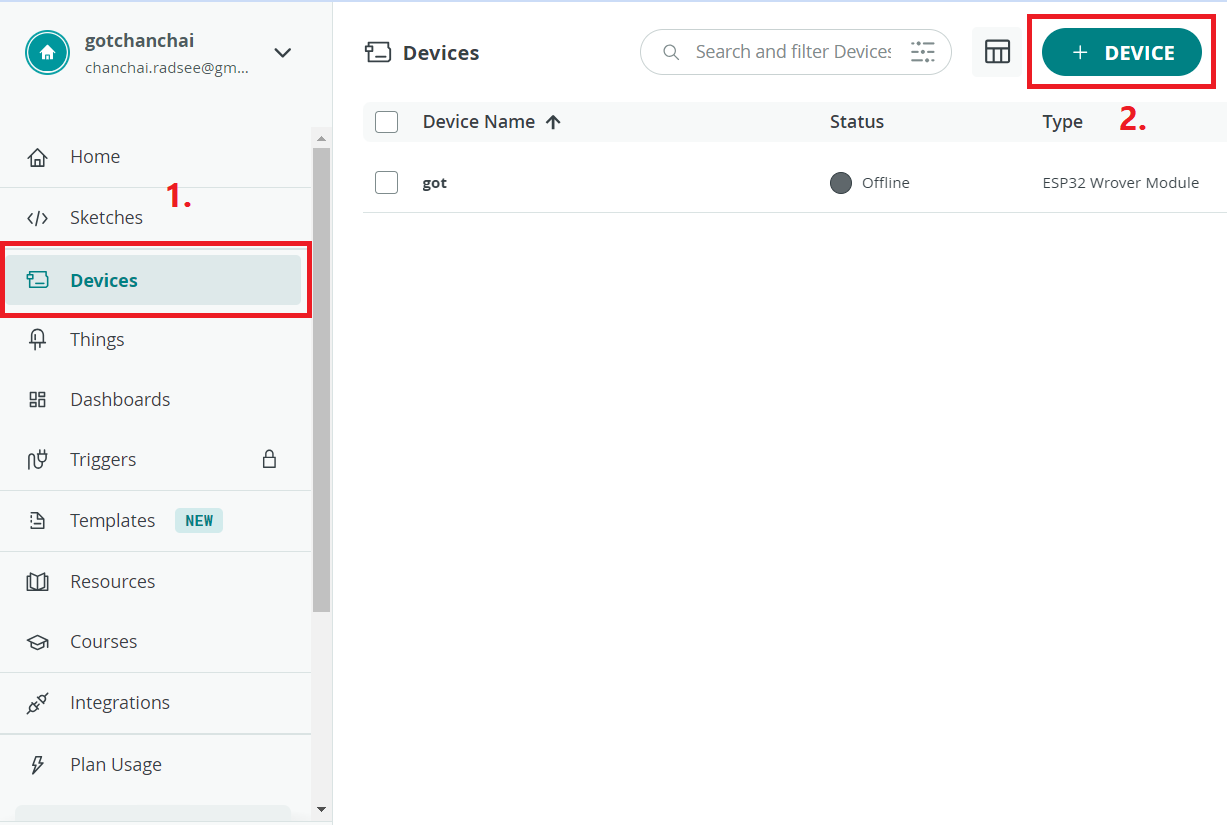 gotchanchai
chanchai.radsee@gm...
Home
1.
Sketches
Devices
Things
Dashboards
Triggers
Templates NEW
Resources
Courses
Integrations
Plan Usage
Devices
Search and filter Devices
+ DEVICE
2.
Device Name Status Type
got Offline ESP32 Wrover Module